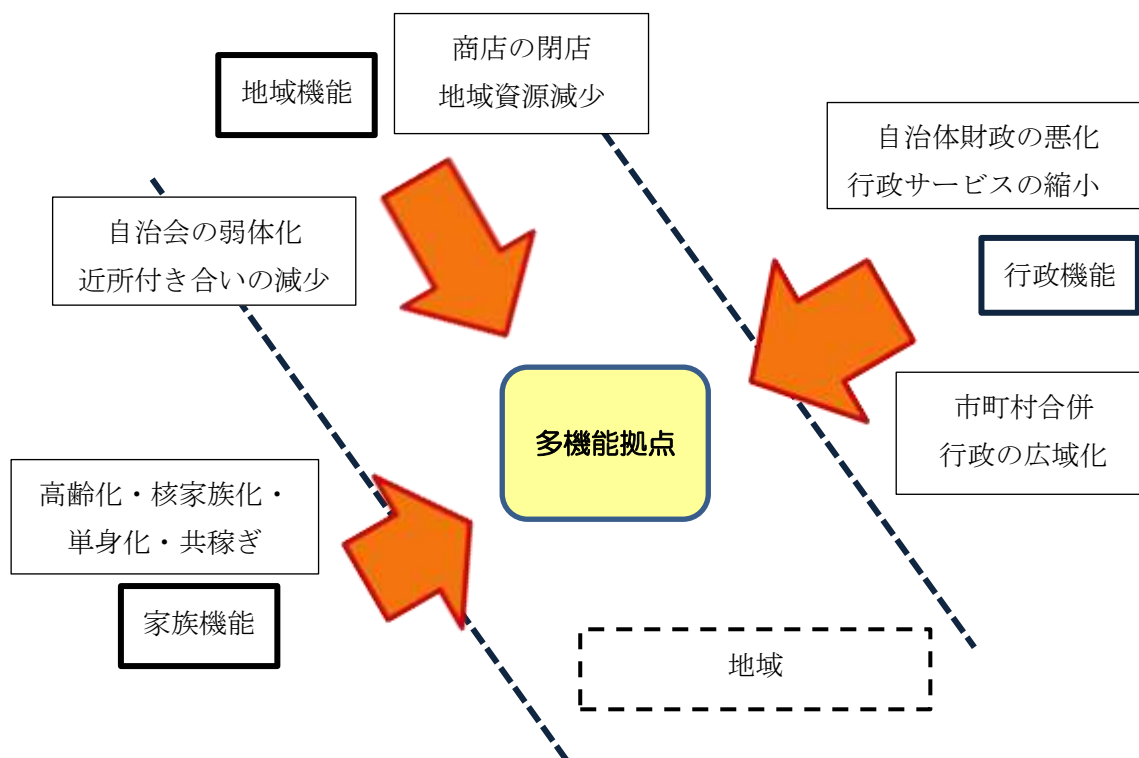 商店の閉店
地域資源減少
地域機能
自治体財政の悪化
行政サービスの縮小
自治会の弱体化
近所付き合いの減少
行政機能
市町村合併
行政の広域化
多機能拠点
高齢化・核家族化・
単身化・共稼ぎ
家族機能
地域